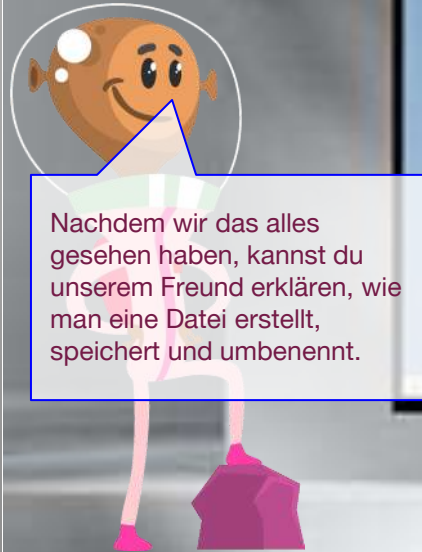 Nachdem wir das alles
gesehen haben, kannst du
unserem Freund erklären, wie
man eine Datei erstellt,
speichert und umbenennt.